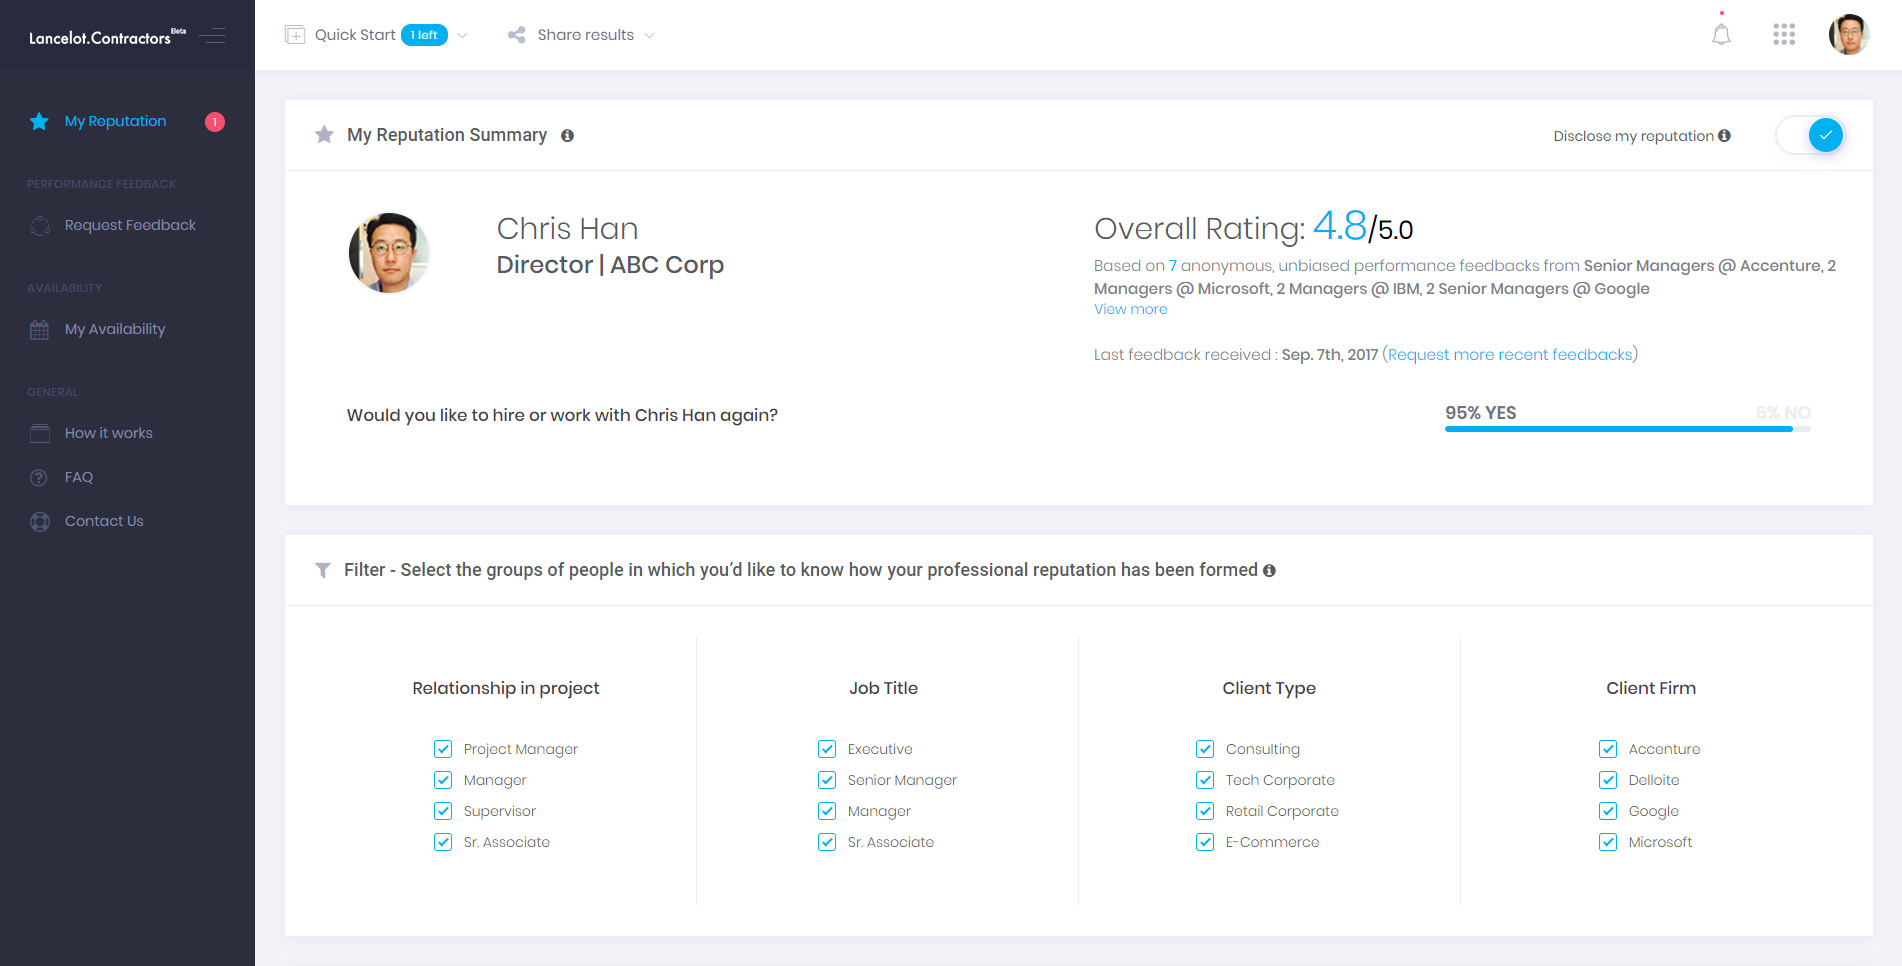 Lancelot.Contractors Beta
Quick Start 1 left
Share results
My Reputation 1
PERFORMANCE FEEDBACK
Request Feedback
AVAILABILITY
My Availability
GENERAL
How it works
FAQ
Contact Us
My Reputation Summary
Disclose my reputation
Chris Han
Director | ABC Corp
Overall Rating: 4.8/5.0
Based on 7 anonymous, unbiased performance feedbacks from Senior Managers @ Accenture, 2
Managers @ Microsoft, 2 Managers @ IBM, 2 Senior Managers @ Google
View more
Last feedback received : Sep. 7th, 2017 (Request more recent feedbacks)
Would you like to hire or work with Chris Han again?
95% YES
5% NO
Filter - Select the groups of people in which you’d like to know how your professional reputation has been formed
Relationship in project
Project Manager
Manager
Supervisor
Sr. Associate
Job Title
Executive
Senior Manager
Manager
Sr. Associate
Client Type
Consulting
Tech Corporate
Retail Corporate
E-Commerce
Client Firm
Accenture
Delloite
Google
Microsoft